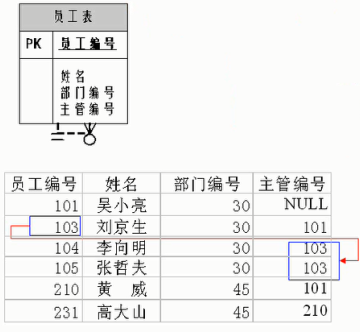 员工表
PK 员工编号
姓名
部门编号
主管编号
员工编号 姓名 部门编号 主管编号
101 吴小亮 30 NULL
103 刘京生 30 101
104 李向明 30 103
105 张哲夫 30 103
210 黄 威 45 101
231 高大山 45 210